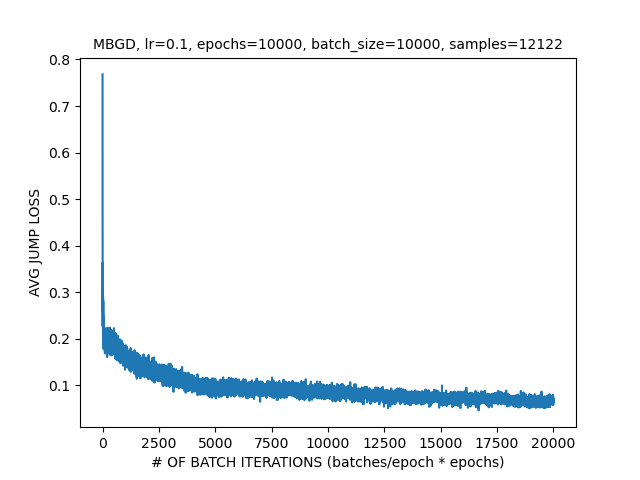 MBGD, lr=0.1, epochs=10000, batch_size=10000, samples=12122
0.8
0.7
0.6
0.5
0.4
0.3
0.2
0.1
AVG JUMP LOSS
0 2500 5000 7500 10000 12500 15000 17500 20000
# OF BATCH ITERATIONS (batches/epoch * epochs)